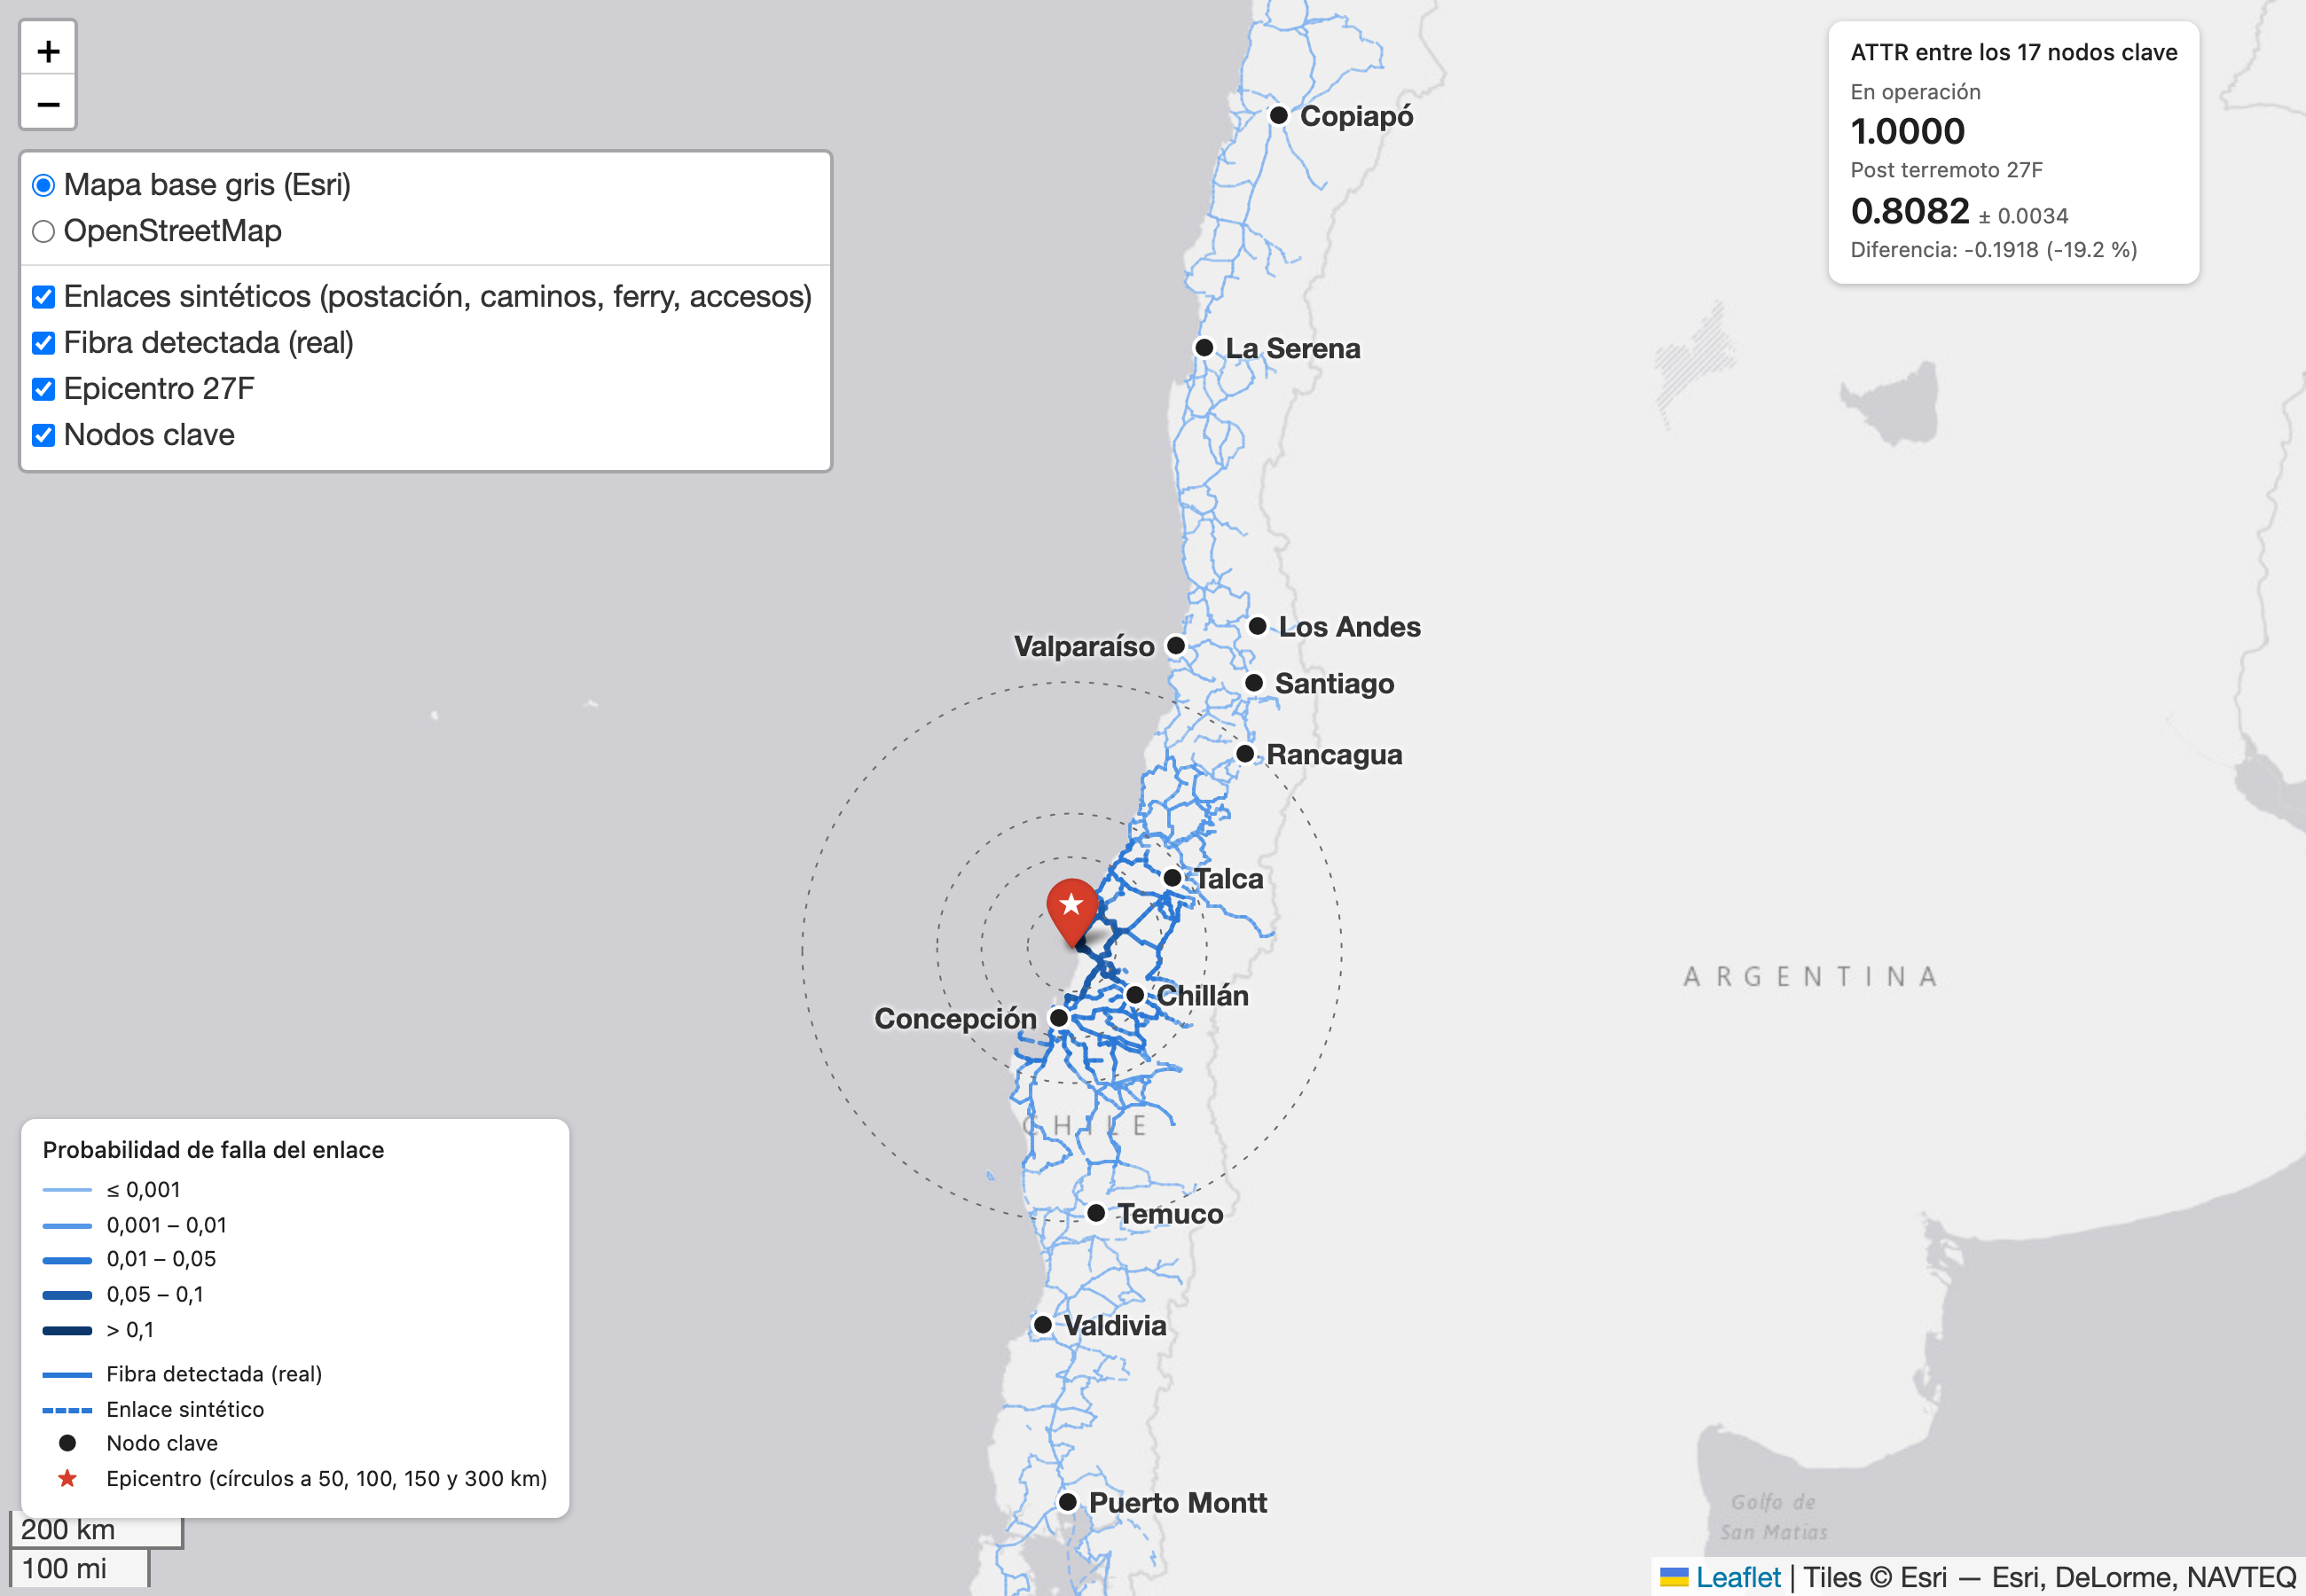 +
−
Mapa base gris (Esri)
OpenStreetMap
Enlaces sintéticos (postación, caminos, ferry, accesos)
Fibra detectada (real)
Epicentro 27F
Nodos clave
ATTR entre los 17 nodos clave
En operación
1.0000
Post terremoto 27F
0.8082 ± 0.0034
Diferencia: -0.1918 (-19.2 %)
Copiapó
La Serena
Los Andes
Valparaíso
Santiago
Rancagua
Talca
ARGENTINA
Chillán
Concepción
CHILE
Temuco
Valdivia
Puerto Montt
Golfo de
San Matias
Probabilidad de falla del enlace
≤ 0,001
0,001 – 0,01
0,01 – 0,05
0,05 – 0,1
> 0,1
Fibra detectada (real)
Enlace sintético
Nodo clave
Epicentro (círculos a 50, 100, 150 y 300 km)
200 km
100 mi
Leaflet | Tiles © Esri — Esri, DeLorme, NAVTEQ